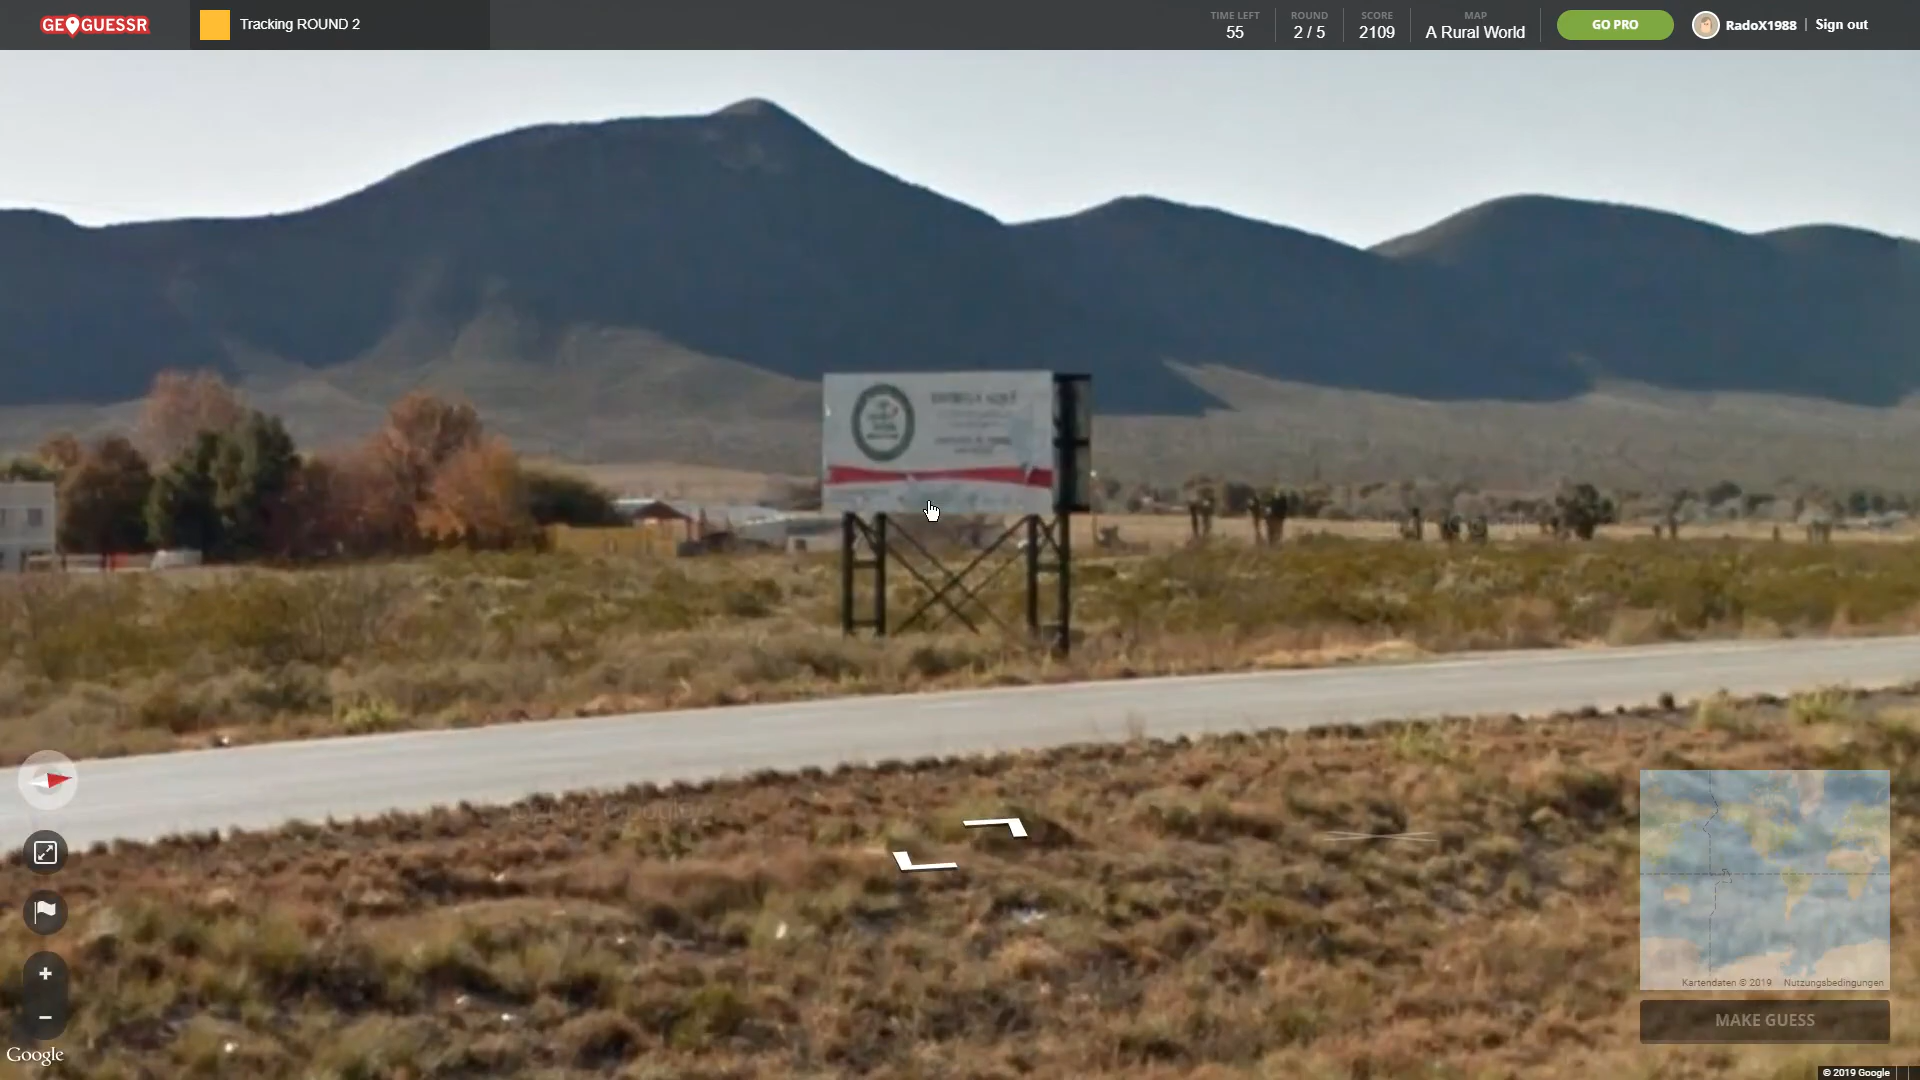 GEOGUESSR
Tracking ROUND 2
TIME LEFT
55
ROUND
2 / 5
SCORE
2109
MAP
A Rural World
GO PRO
RadoX1988
Sign out
Kartendaten © 2019
Nutzungsbedingungen
MAKE GUESS
Google
© 2019 Google